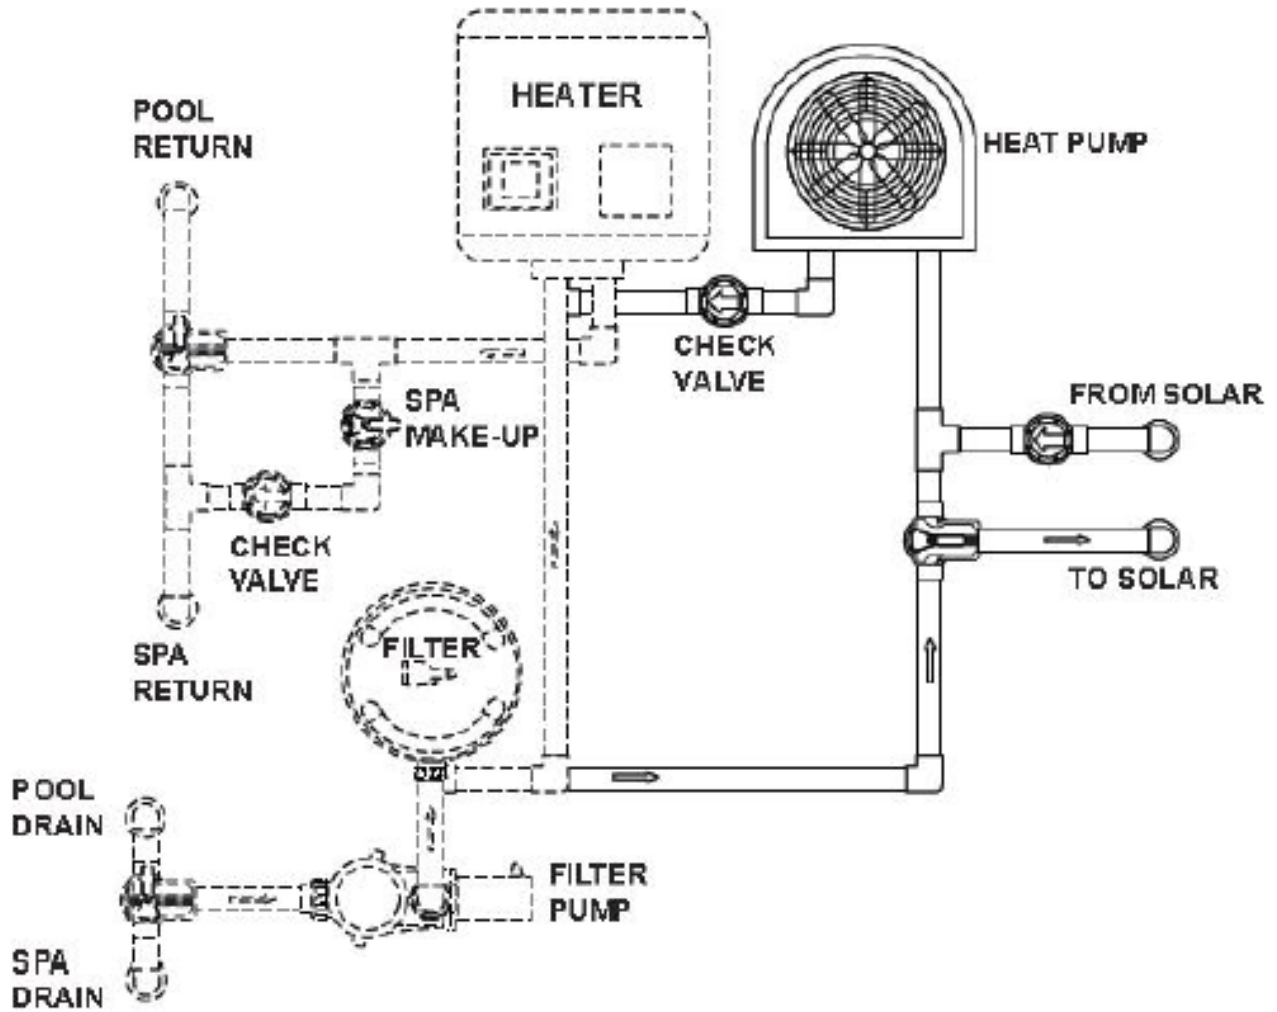 HEATER
POOL
RETURN
HEAT PUMP
CHECK
VALVE
FROM SOLAR
SPA
MAKE-UP
CHECK
VALVE
TO SOLAR
FILTER
SPA
RETURN
POOL
DRAIN
FILTER
PUMP
SPA
DRAIN